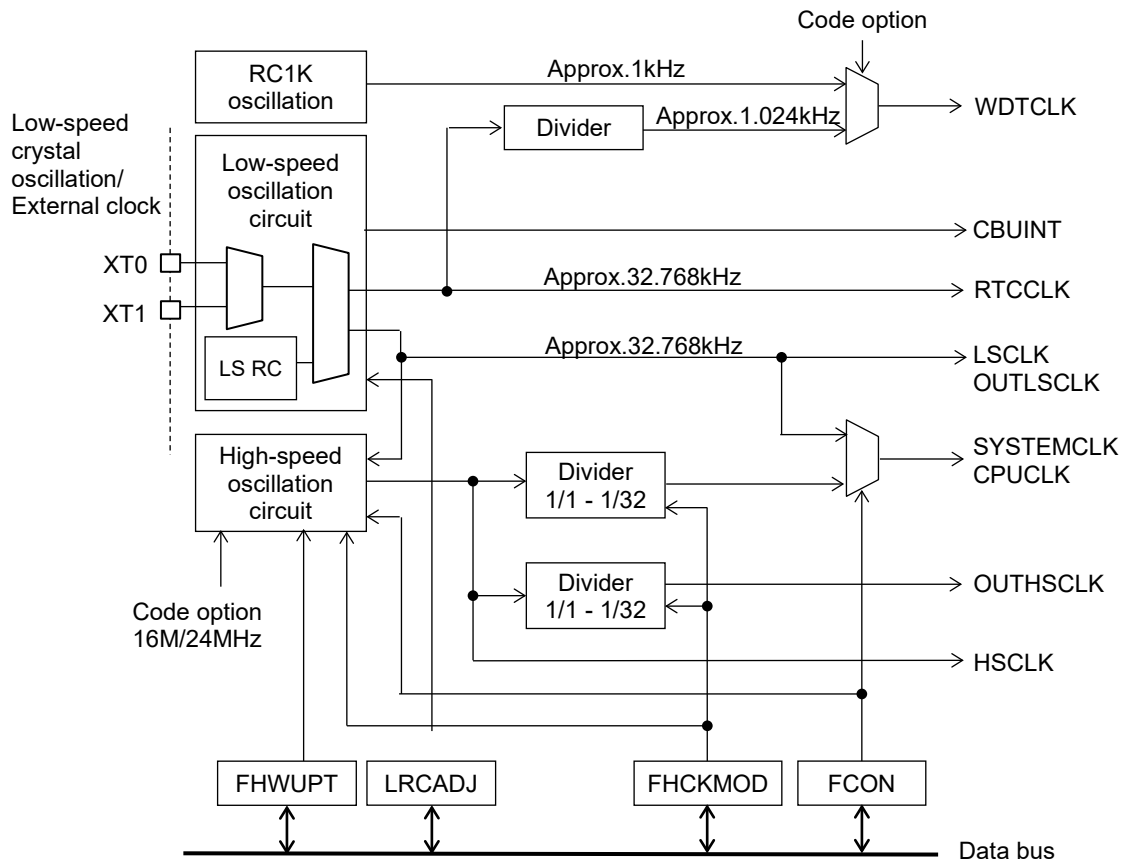 Code option
RC1K
oscillation
Approx.1kHz
WDTCLK
Divider
Approx.1.024kHz
Low-speed
crystal
oscillation/
External clock
Low-speed
oscillation
circuit
CBUINT
XT0
Approx.32.768kHz
RTCCLK
XT1
LS RC
Approx.32.768kHz
LSCLK
OUTLSCLK
High-speed
oscillation
circuit
Divider
1/1 - 1/32
SYSTEMCLK
CPUCLK
Divider
1/1 - 1/32
OUTHSCLK
Code option
16M/24MHz
HSCLK
FHWUPT
LRCADJ
FHCKMOD
FCON
Data bus